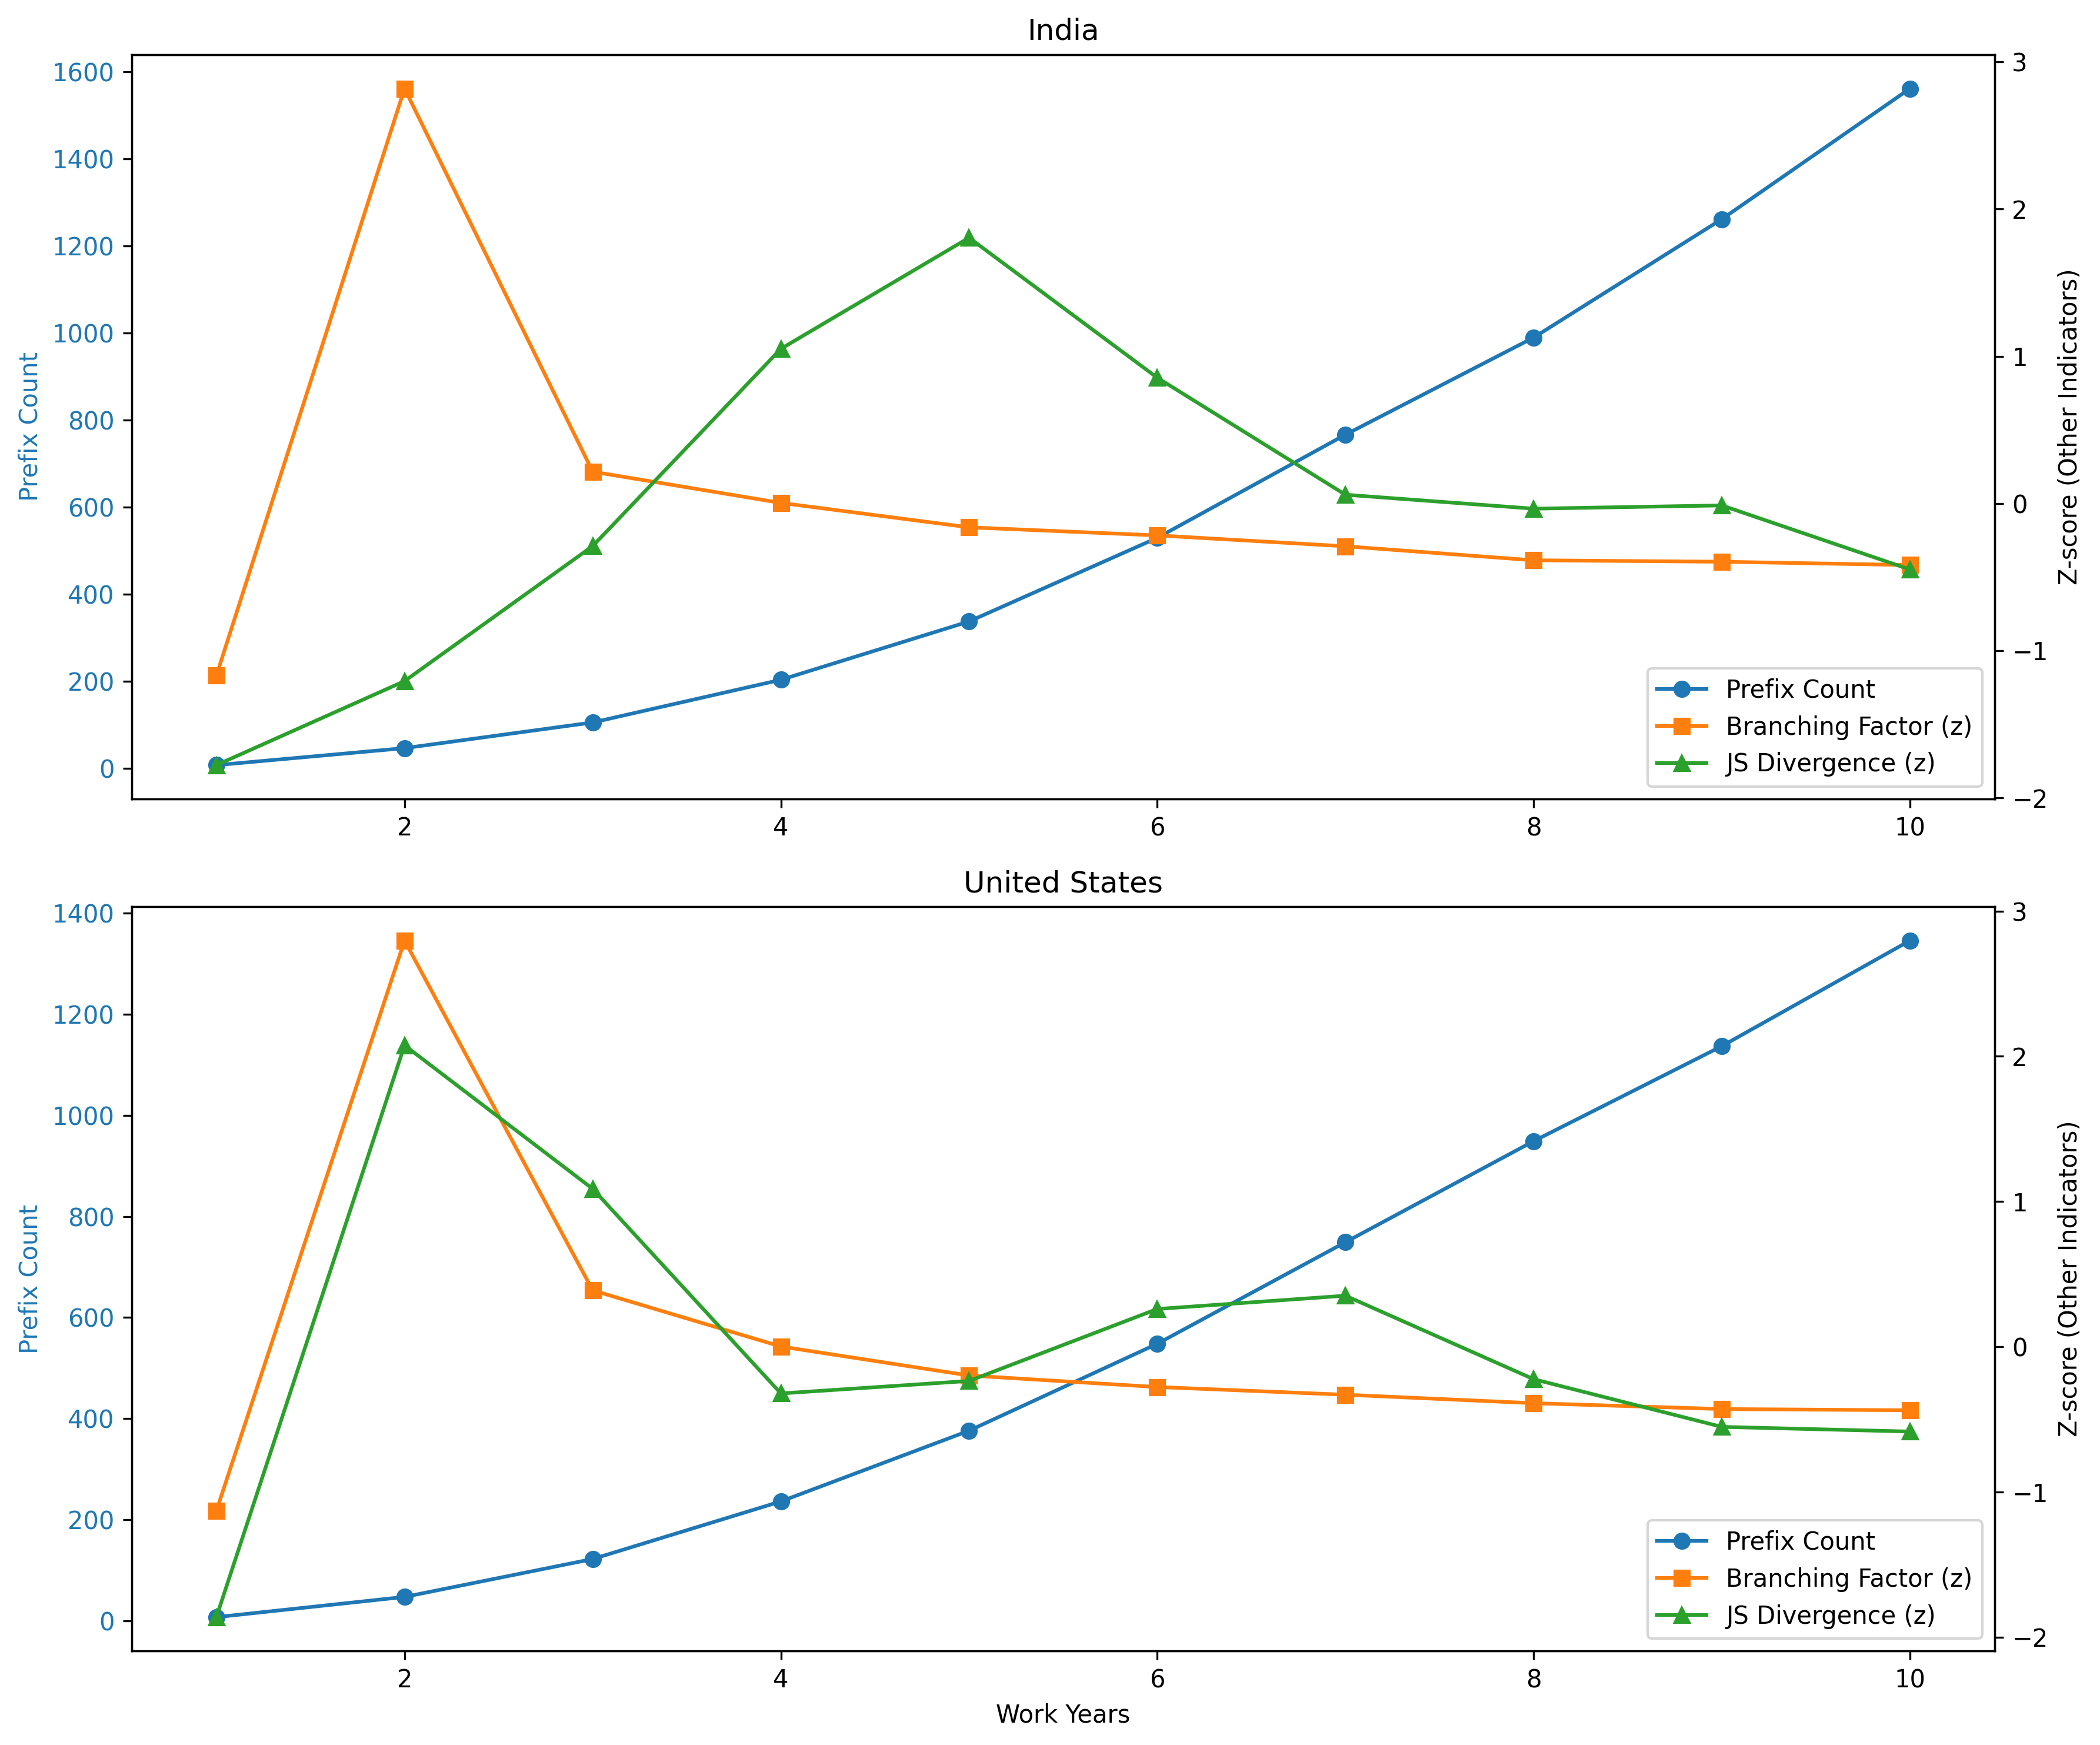 India
1600
1400
1200
1000
800
600
400
200
0
Prefix Count
3
2
1
0
−1
−2
Z-score (Other Indicators)
Prefix Count
Branching Factor (z)
JS Divergence (z)
2 4 6 8 10
United States
1400
1200
1000
800
600
400
200
0
Prefix Count
3
2
1
0
−1
−2
Z-score (Other Indicators)
Prefix Count
Branching Factor (z)
JS Divergence (z)
2 4 6 8 10
Work Years